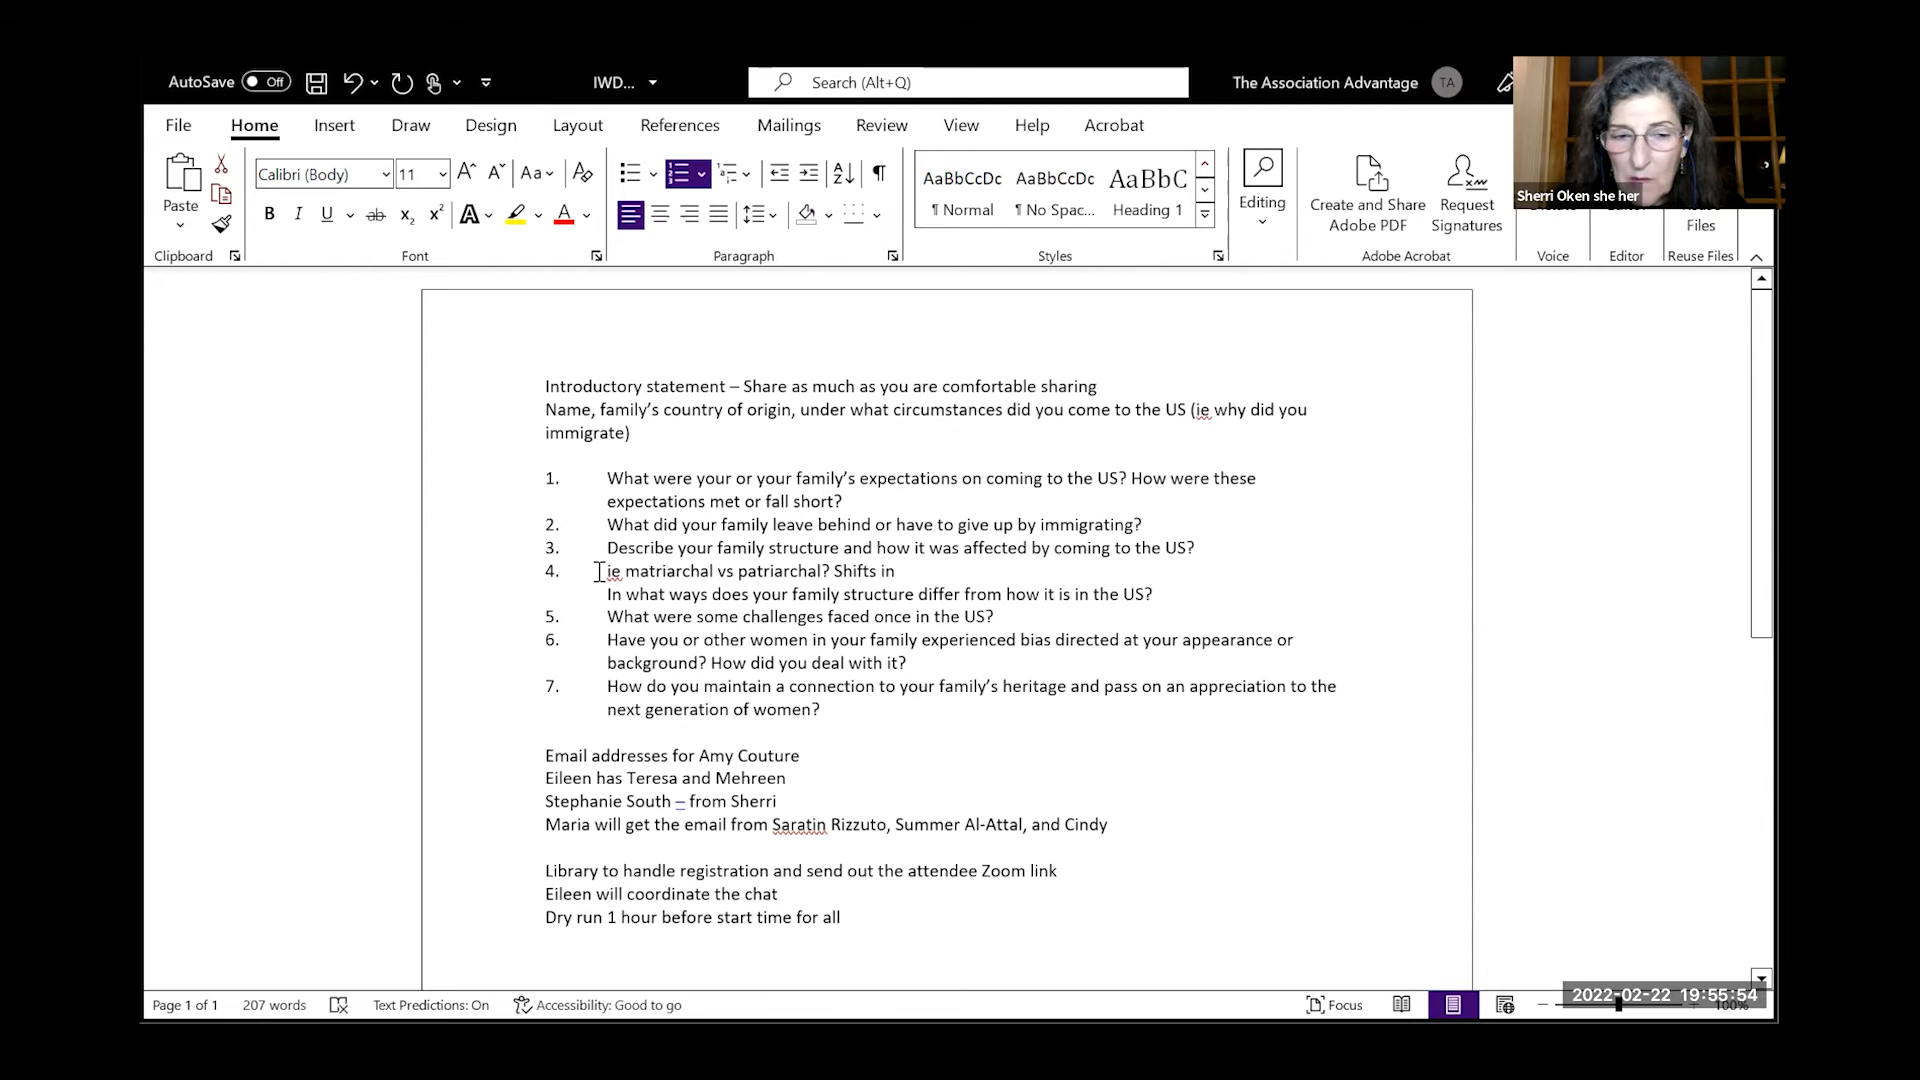 AutoSave Off IWD... Search (Alt+Q) The Association Advantage TA
File Home Insert Draw Design Layout References Mailings Review View Help Acrobat
Paste Calibri (Body) 11 Aa
AaBbCcDc AaBbCcDc AaBbC
¶ Normal ¶ No Spac... Heading 1
Editing
Create and Share
Adobe PDF
Request
Signatures
Files
Sherri Oken she her
Clipboard Font Paragraph Styles Adobe Acrobat Voice Editor Reuse Files
Introductory statement – Share as much as you are comfortable sharing
Name, family’s country of origin, under what circumstances did you come to the US (ie why did you
immigrate)
1. What were your or your family’s expectations on coming to the US? How were these
expectations met or fall short?
2. What did your family leave behind or have to give up by immigrating?
3. Describe your family structure and how it was affected by coming to the US?
4. ie matriarchal vs patriarchal? Shifts in
In what ways does your family structure differ from how it is in the US?
5. What were some challenges faced once in the US?
6. Have you or other women in your family experienced bias directed at your appearance or
background? How did you deal with it?
7. How do you maintain a connection to your family’s heritage and pass on an appreciation to the
next generation of women?
Email addresses for Amy Couture
Eileen has Teresa and Mehreen
Stephanie South – from Sherri
Maria will get the email from Saratin Rizzuto, Summer Al-Attal, and Cindy
Library to handle registration and send out the attendee Zoom link
Eileen will coordinate the chat
Dry run 1 hour before start time for all
Page 1 of 1 207 words Text Predictions: On Accessibility: Good to go Focus 100%
2022-02-22 19:55:54